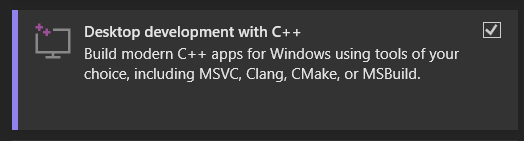 Desktop development with C++
Build modern C++ apps for Windows using tools of your
choice, including MSVC, Clang, CMake, or MSBuild.